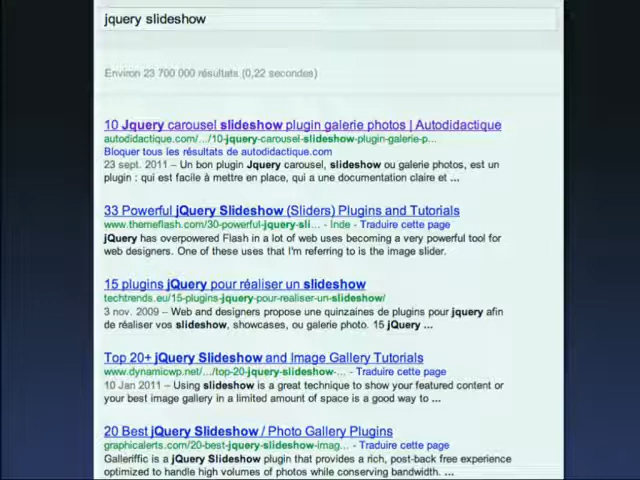 jquery slideshow
Environ 23 700 000 résultats (0,22 secondes)
10 Jquery carousel slideshow plugin galerie photos | Autodidactique
autodidactique.com/.../10-jquery-carousel-slideshow-plugin-galerie-p...
Bloquer tous les résultats de autodidactique.com
23 sept. 2011 – Un bon plugin Jquery carousel, slideshow ou galerie photos, est un
plugin : qui est facile à mettre en place, qui a une documentation claire et ...
33 Powerful jQuery Slideshow (Sliders) Plugins and Tutorials
www.themeflash.com/30-powerful-jquery-sli... - Inde - Traduire cette page
jQuery has overpowered Flash in a lot of web uses becoming a very powerful tool for
web designers. One of these uses that I'm referring to is the image slider.
15 plugins jQuery pour réaliser un slideshow
techtrends.eu/15-plugins-jquery-pour-realiser-un-slideshow/
3 nov. 2009 – Web and designers propose une quinzaines de plugins pour jquery afin
de réaliser vos slideshow, showcases, ou galerie photo. 15 jQuery ...
Top 20+ jQuery Slideshow and Image Gallery Tutorials
www.dynamicwp.net/.../top-20-jquery-slideshow-... - Traduire cette page
10 Jan 2011 – Using slideshow is a great technique to show your featured content or
your best image gallery in a limited amount of space is a good way to ...
20 Best jQuery Slideshow / Photo Gallery Plugins
graphicalerts.com/20-best-jquery-slideshow-imag... - Traduire cette page
Galleriffic is a jQuery Slideshow plugin that provides a rich, post-back free experience
optimized to handle high volumes of photos while conserving bandwidth. ...